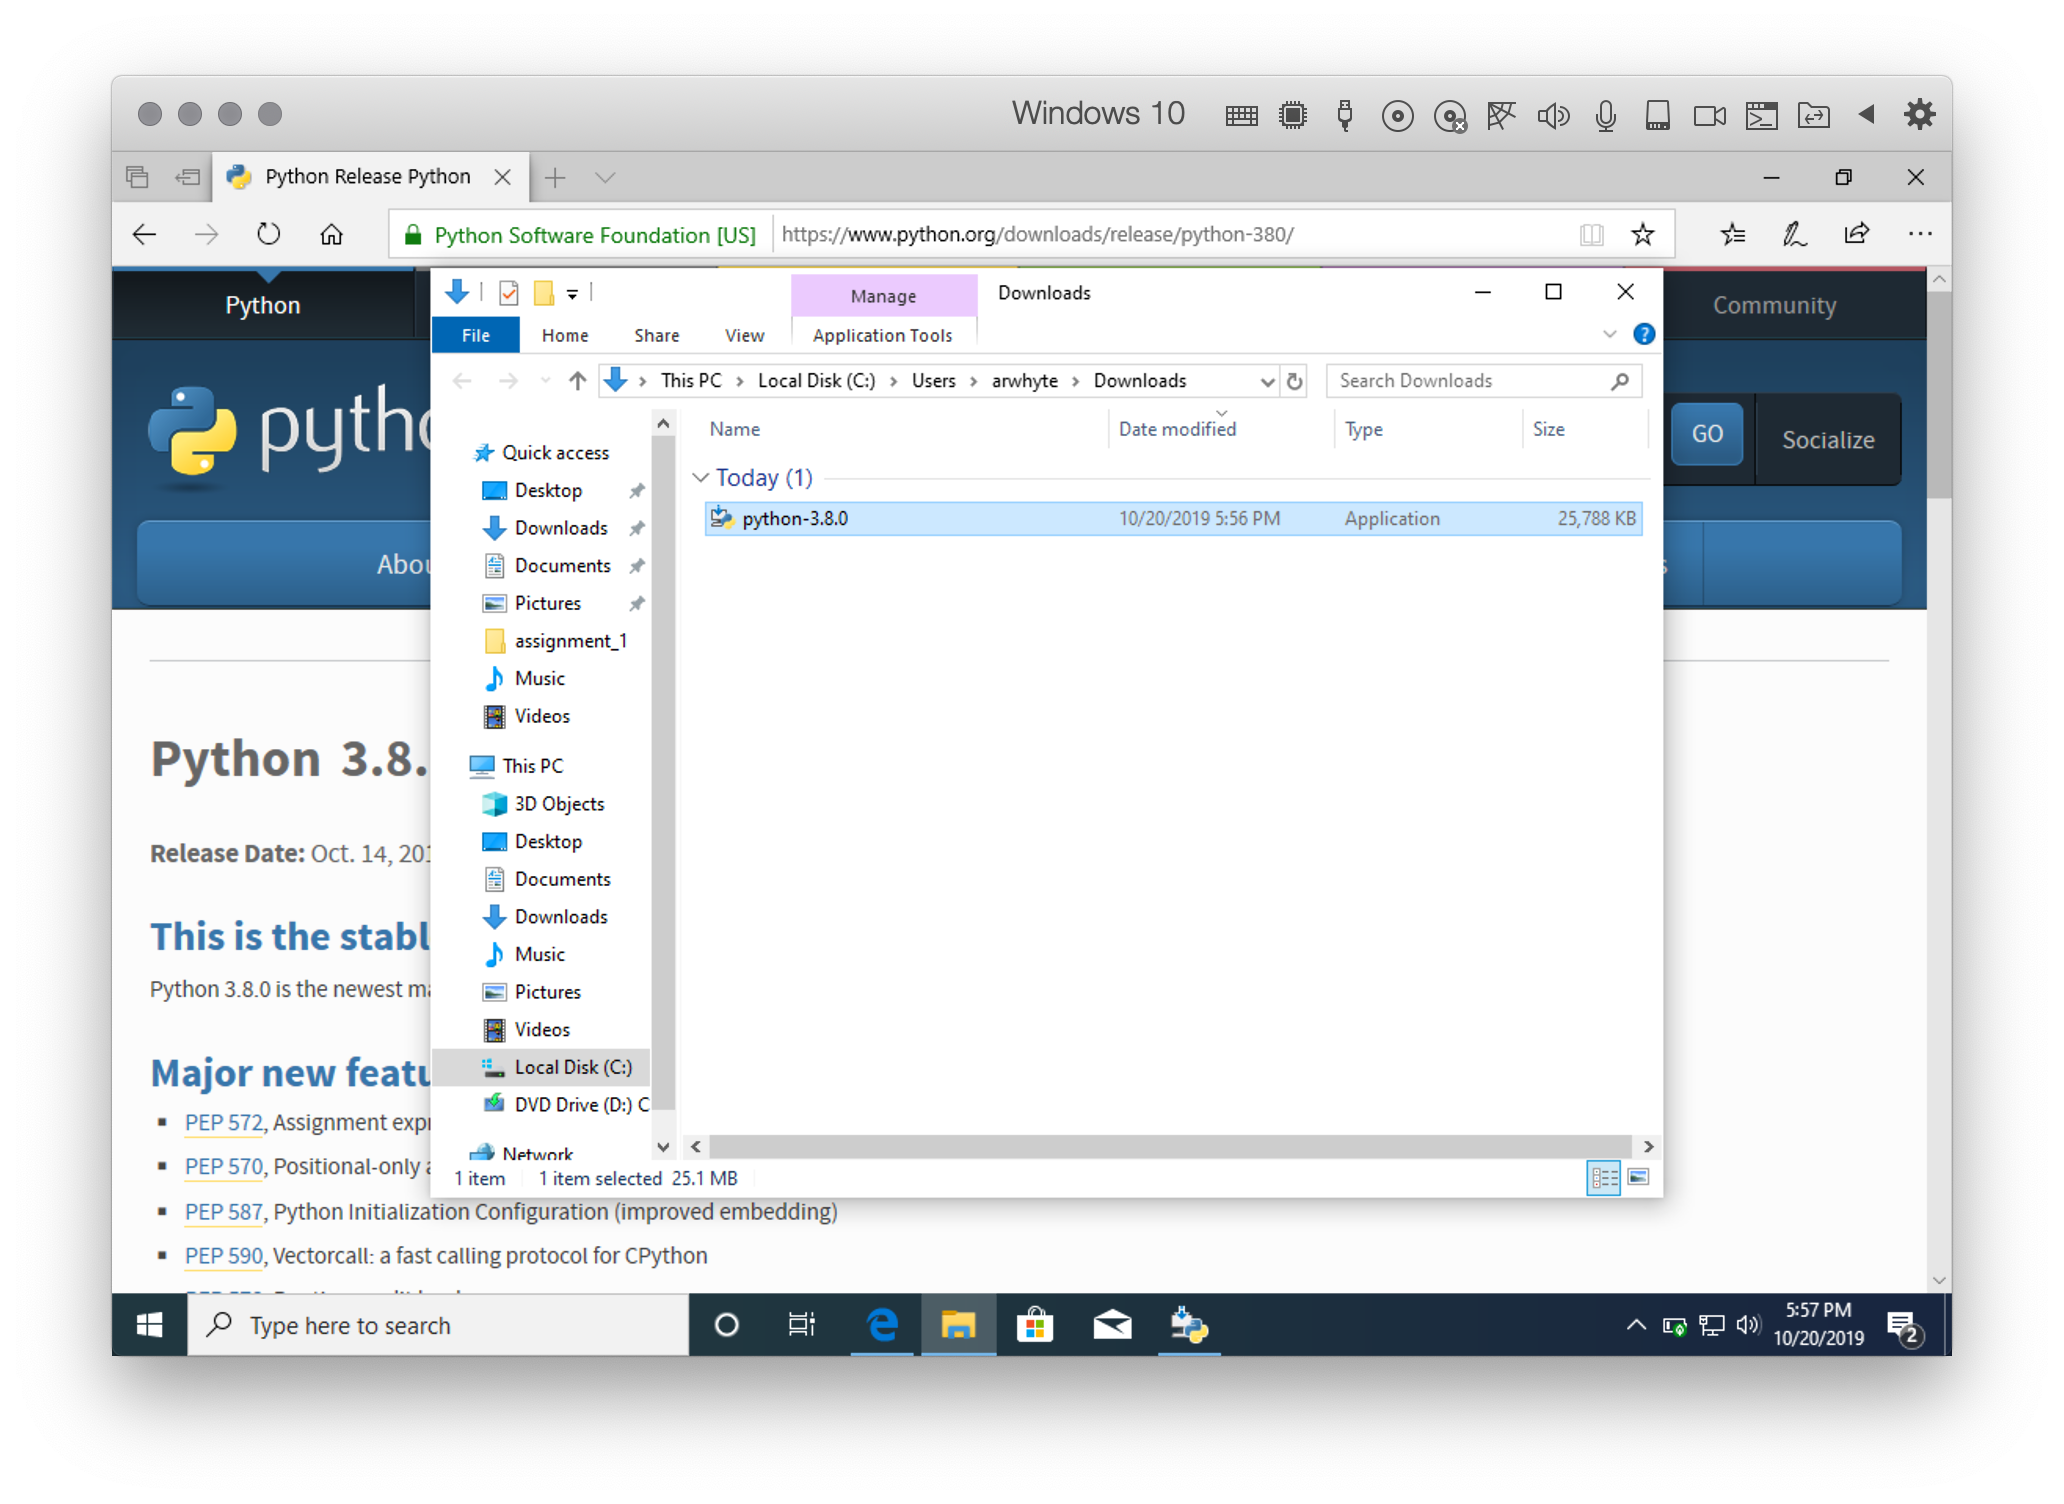 Windows 10
Python Release Python
Python Software Foundation [US]
https://www.python.org/downloads/release/python-380/
Python
Community
Manage
Downloads
File
Home
Share
View
Application Tools
This PC > Local Disk (C:) > Users > arwhyte > Downloads
Search Downloads
GO
Socialize
Name
Date modified
Type
Size
Quick access
Desktop
Downloads
Documents
Pictures
assignment_1
Music
Videos
This PC
3D Objects
Desktop
Documents
Downloads
Music
Pictures
Videos
Local Disk (C:)
DVD Drive (D:) C
Network
Today (1)
python-3.8.0
10/20/2019 5:56 PM
Application
25,788 KB
1 item
1 item selected 25.1 MB
Python 3.8.
Release Date: Oct. 14, 201
This is the
Python 3.8.0 is the newest
Major new
PEP 572, Assignment
PEP 570, Positional-only
PEP 587, Python Initialization Configuration (improved embedding)
PEP 590, Vectorcall: a fast calling protocol for CPython
Type here to search
5:57 PM
10/20/2019
2